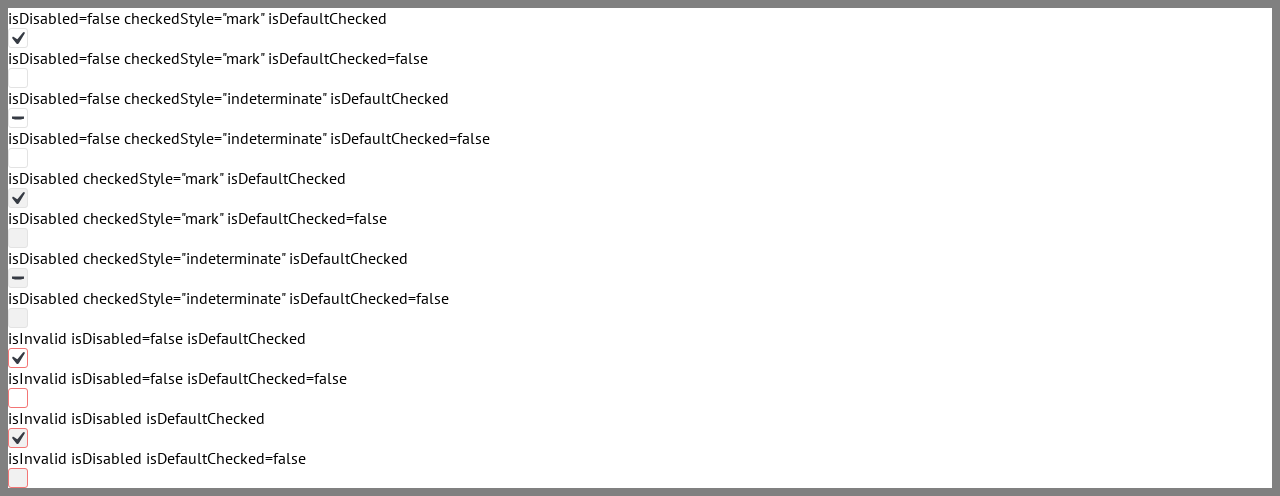 isDisabled=false checkedStyle="mark" isDefaultChecked
isDisabled=false checkedStyle="mark" isDefaultChecked=false
isDisabled=false checkedStyle="indeterminate" isDefaultChecked
isDisabled=false checkedStyle="indeterminate" isDefaultChecked=false
isDisabled checkedStyle="mark" isDefaultChecked
isDisabled checkedStyle="mark" isDefaultChecked=false
isDisabled checkedStyle="indeterminate" isDefaultChecked
isDisabled checkedStyle="indeterminate" isDefaultChecked=false
isInvalid isDisabled=false isDefaultChecked
isInvalid isDisabled=false isDefaultChecked=false
isInvalid isDisabled isDefaultChecked
isInvalid isDisabled isDefaultChecked=false